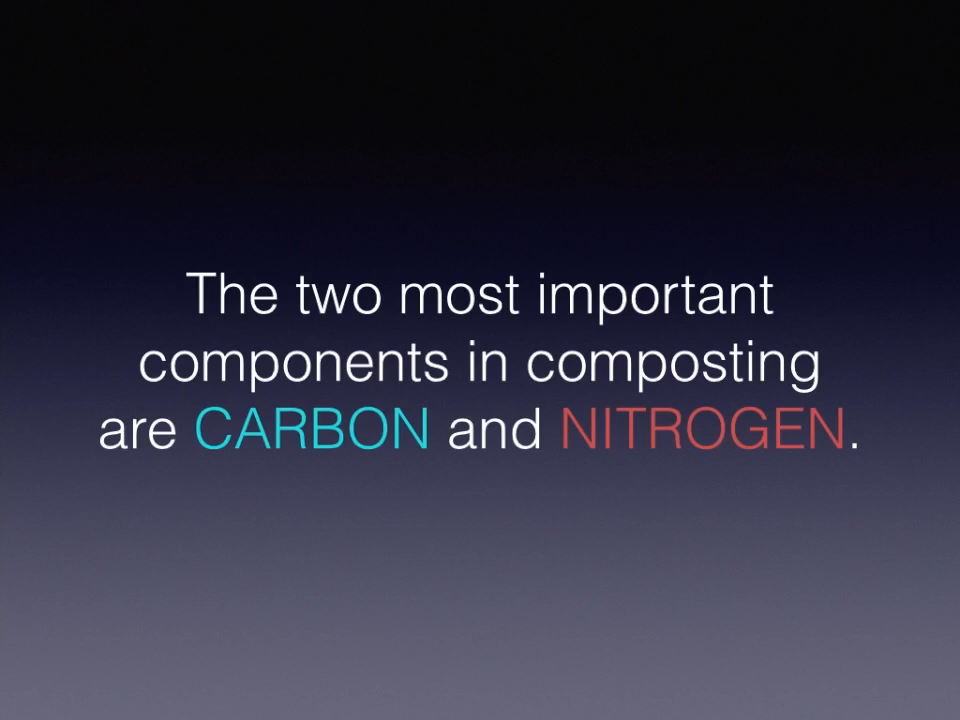 The two most important
components in composting
are CARBON and NITROGEN.